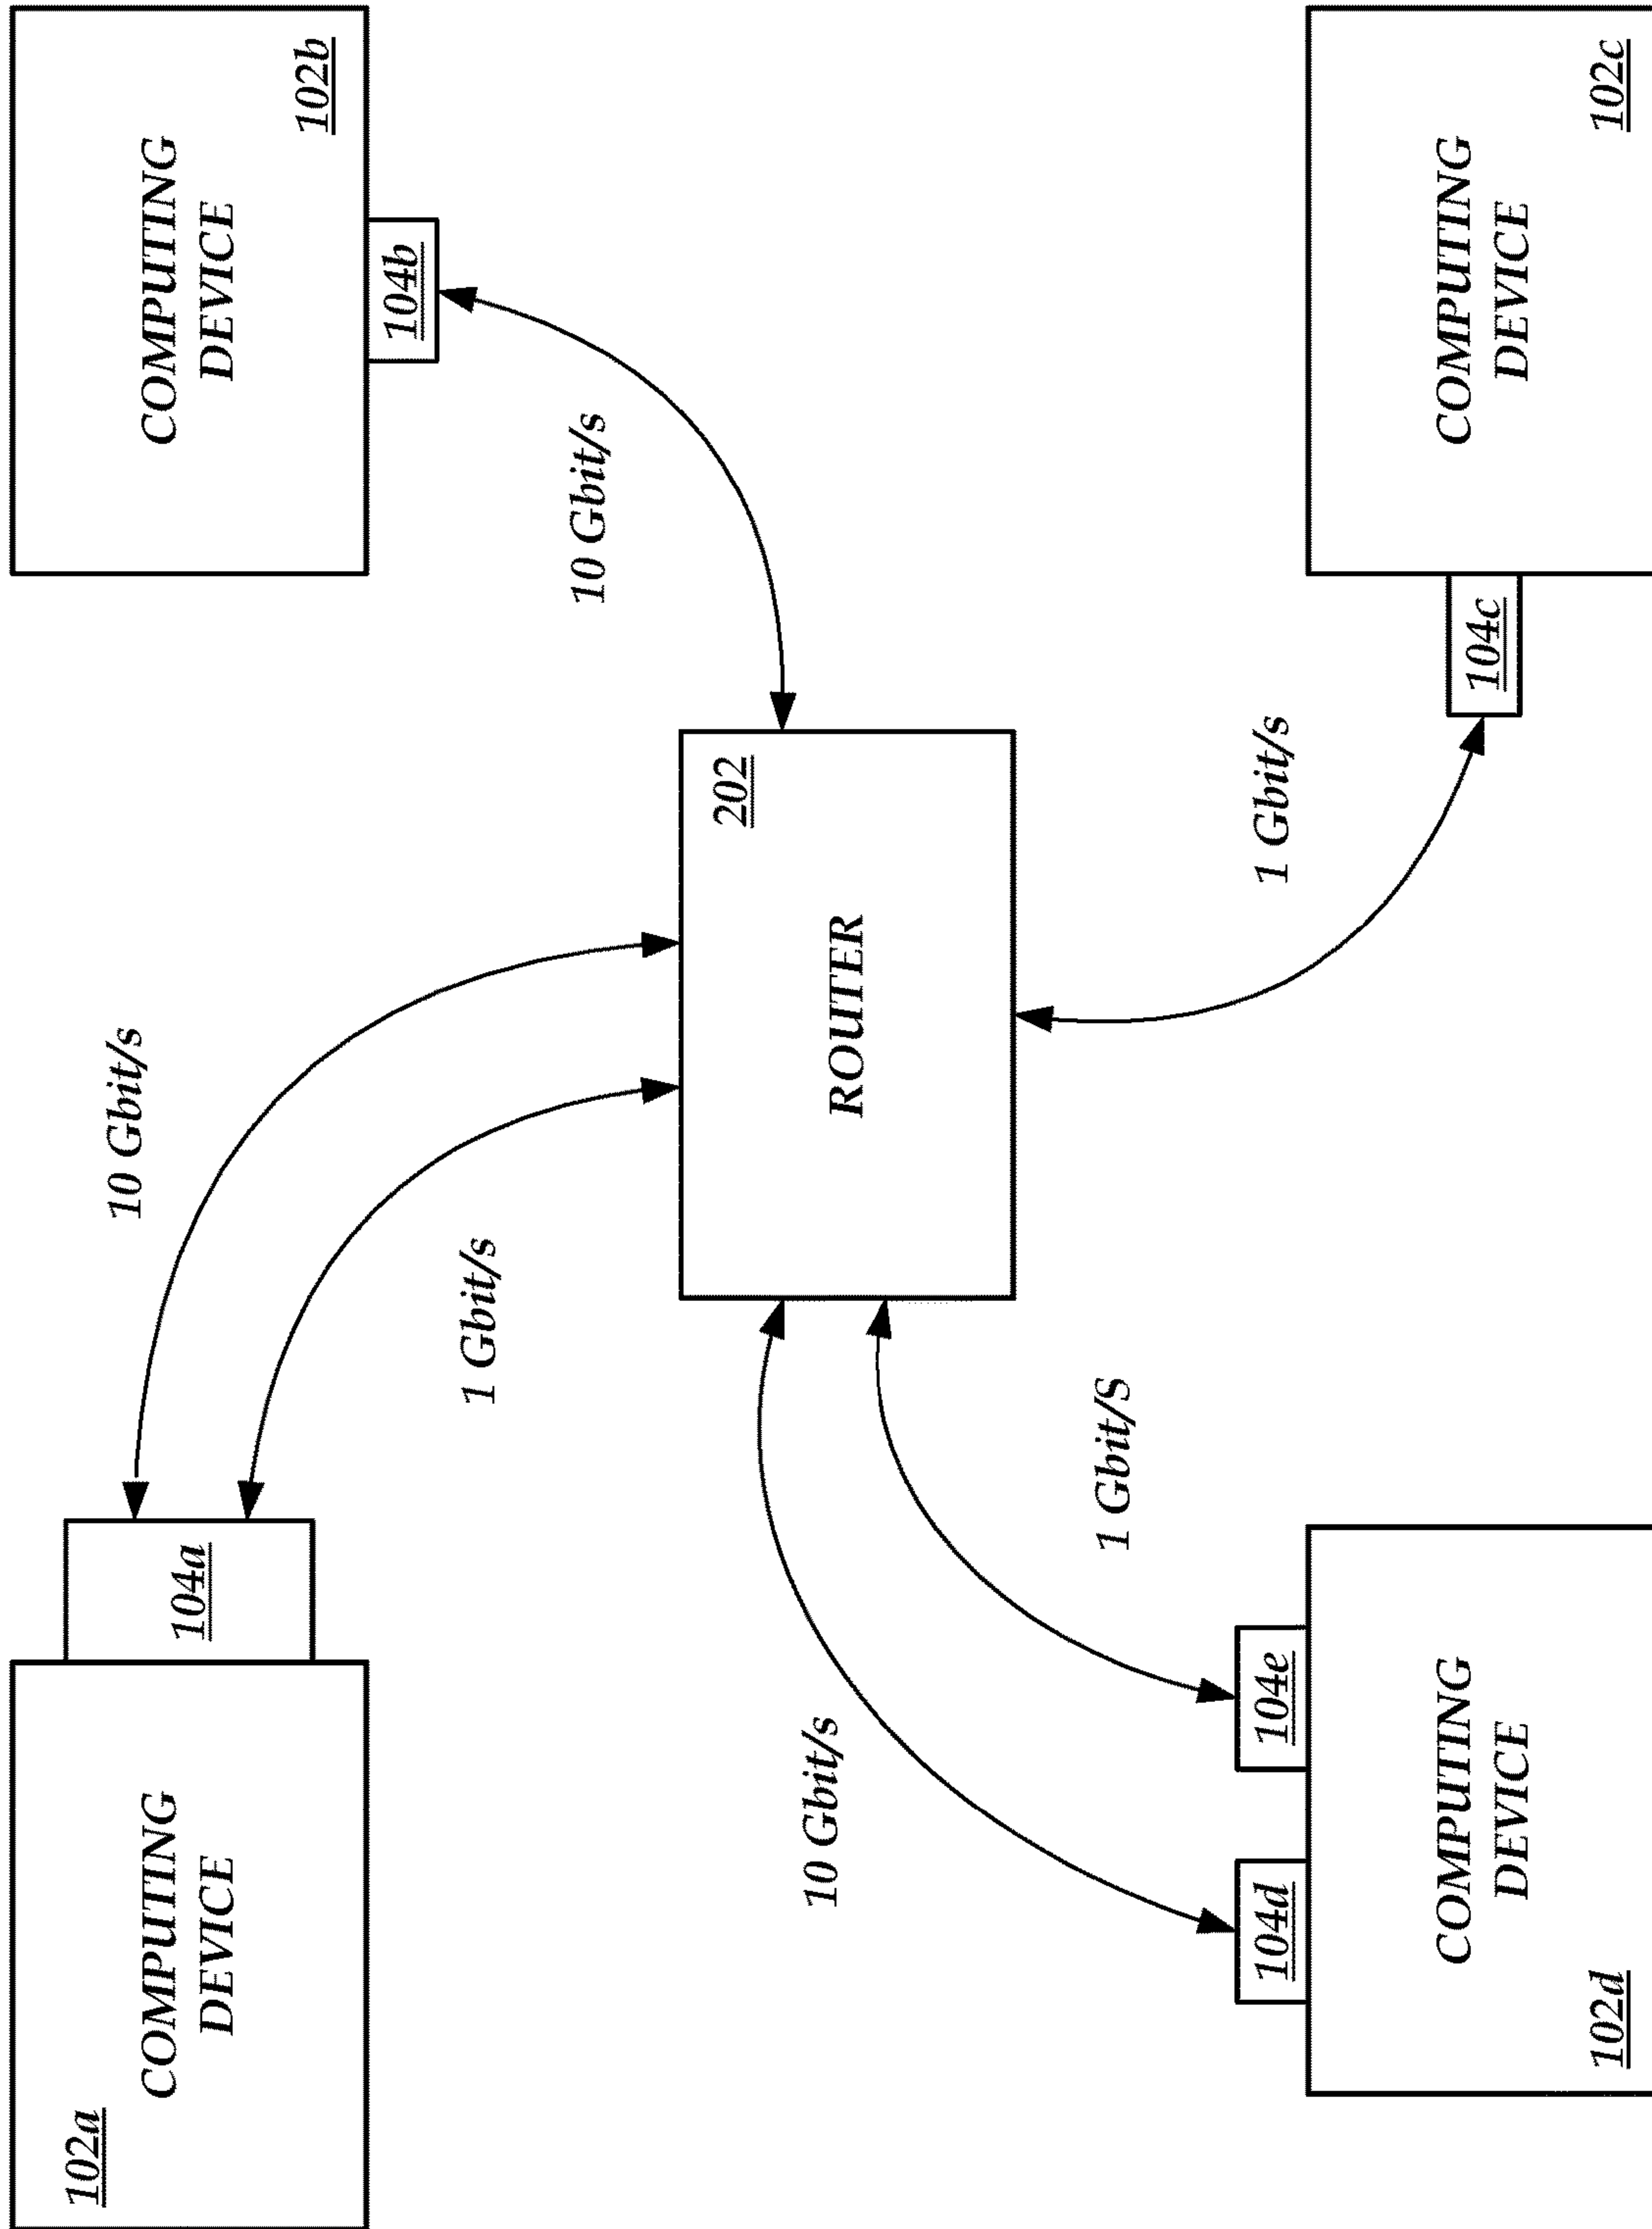 102a
COMPUTING
DEVICE
104a
10 Gbit/s
1 Gbit/s
102b
COMPUTING
DEVICE
104b
10 Gbit/s
202
ROUTER
10 Gbit/s
1 Gbit/S
1 Gbit/s
104d
104e
COMPUTING
DEVICE
102d
104c
COMPUTING
DEVICE
102c